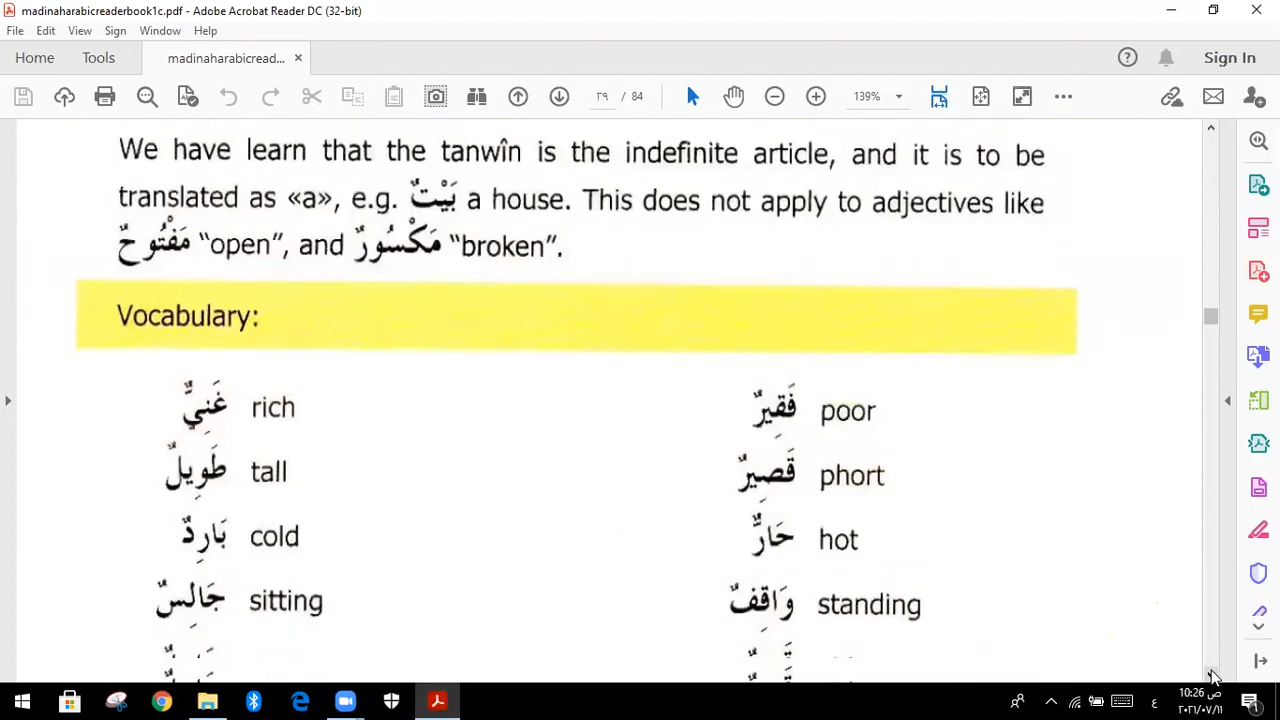 madinaharabicreaderbook1c.pdf - Adobe Acrobat Reader DC (32-bit)
File Edit View Sign Window Help
Home Tools madinaharabicread... × Sign In
٢٩ / 84 139%
We have learn that the tanwîn is the indefinite article, and it is to be
translated as «a», e.g. بَيْتٌ a house. This does not apply to adjectives like
مَفْتُوحٌ “open”, and مَكْسُورٌ “broken”.
Vocabulary:
غَنِيٌّ rich فَقِيرٌ poor
طَوِيلٌ tall قَصِيرٌ phort
بَارِدٌ cold حَارٌّ hot
جَالِسٌ sitting وَاقِفٌ standing
ع 10:26 ص
٢٠٢١/٠٧/١١